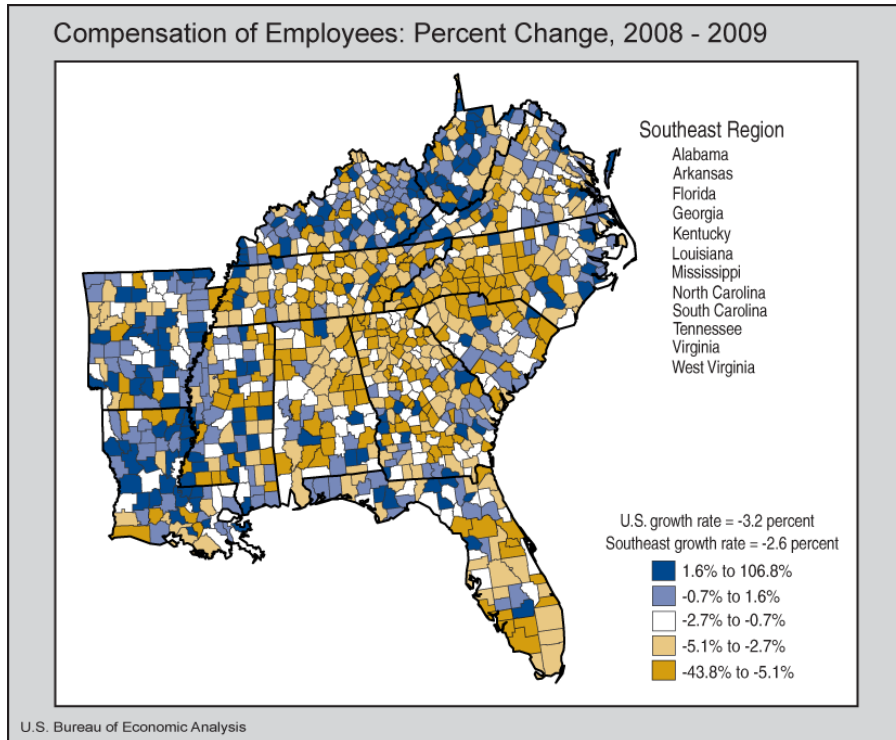 Compensation of Employees: Percent Change, 2008 - 2009
Southeast Region
Alabama
Arkansas
Florida
Georgia
Kentucky
Louisiana
Mississippi
North Carolina
South Carolina
Tennessee
Virginia
West Virginia
U.S. growth rate = -3.2 percent
Southeast growth rate = -2.6 percent
1.6% to 106.8%
-0.7% to 1.6%
-2.7% to -0.7%
-5.1% to -2.7%
-43.8% to -5.1%
U.S. Bureau of Economic Analysis